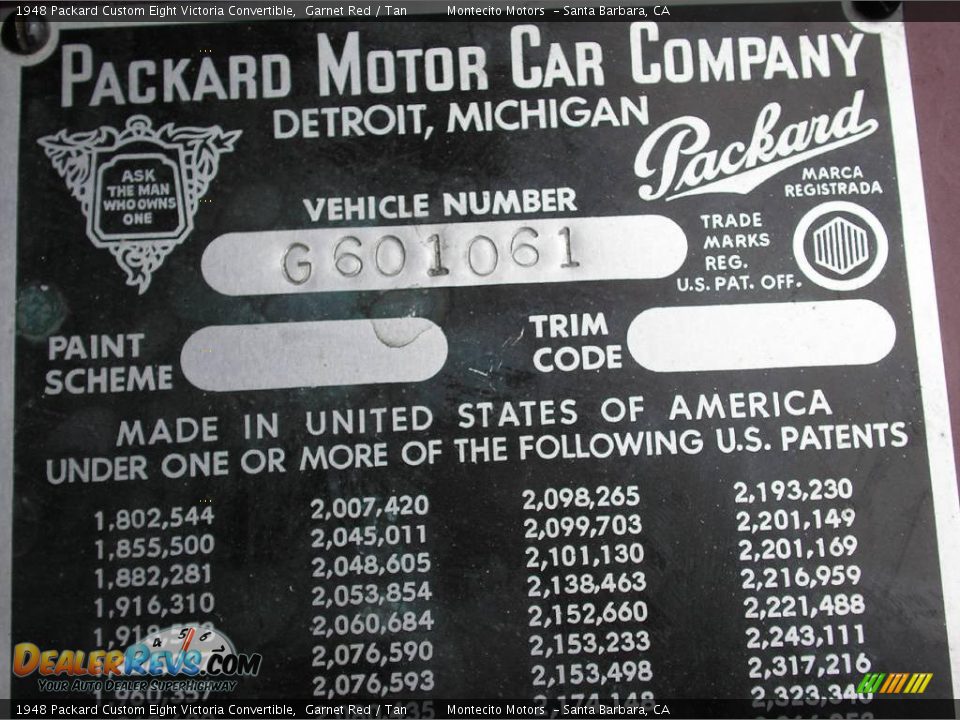 1948 Packard Custom Eight Victoria Convertible, Garnet Red / Tan Montecito Motors - Santa Barbara, CA
PACKARD MOTOR CAR COMPANY
DETROIT, MICHIGAN
ASK
THE MAN
WHO OWNS
ONE
Packard
MARCA
REGISTRADA
VEHICLE NUMBER
G601061
TRADE
MARKS
REG.
U.S. PAT. OFF.
PAINT
SCHEME
TRIM
CODE
MADE IN UNITED STATES OF AMERICA
UNDER ONE OR MORE OF THE FOLLOWING U.S. PATENTS
1,802,544 2,007,420 2,098,265 2,193,230
1,855,500 2,045,011 2,099,703 2,201,149
1,882,281 2,048,605 2,101,130 2,201,169
1,916,310 2,053,854 2,138,463 2,216,959
2,060,684 2,152,660 2,221,488
2,076,590 2,153,233 2,243,111
2,076,593 2,153,498 2,317,216
2,323,340
4 5 6
DEALERREVS.COM
YOUR AUTO DEALER SUPERHIGHWAY
1948 Packard Custom Eight Victoria Convertible, Garnet Red / Tan Montecito Motors - Santa Barbara, CA